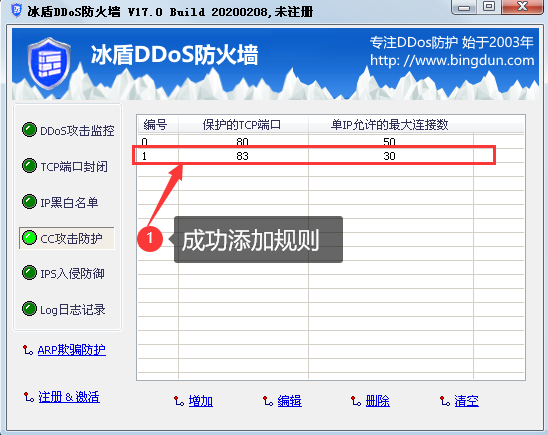 冰盾DDoS防火墙 V17.0 Build 20200208,未注册
冰盾DDoS防火墙
专注DDos防护 始于2003年
http://www.bingdun.com
DDoS攻击监控
TCP端口封闭
IP黑白名单
CC攻击防护
IPS入侵防御
Log日志记录
ARP欺骗防护
注册＆激活
编号 保护的TCP端口 单IP允许的最大连接数
0 80 50
1 83 30
1 成功添加规则
增加 编辑 删除 清空